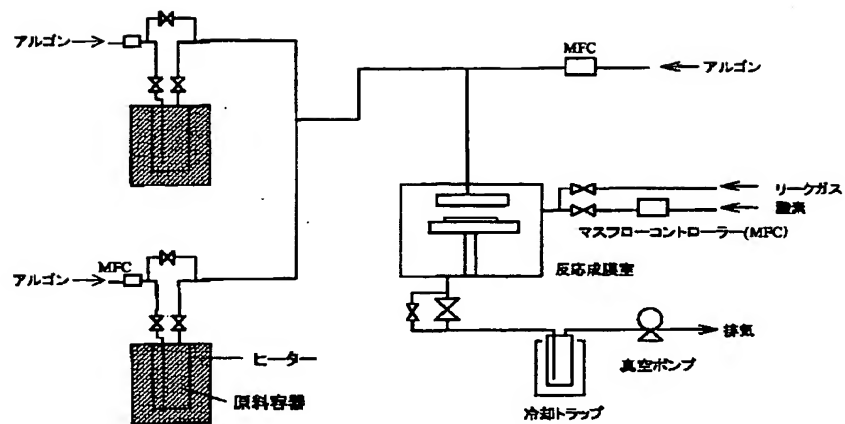 アルゴン
MFC
アルゴン
リークガス
酸素
マスフローコントローラー(MFC)
反応成膜室
MFC
アルゴン
排気
真空ポンプ
ヒーター
原料容器
冷却トラップ